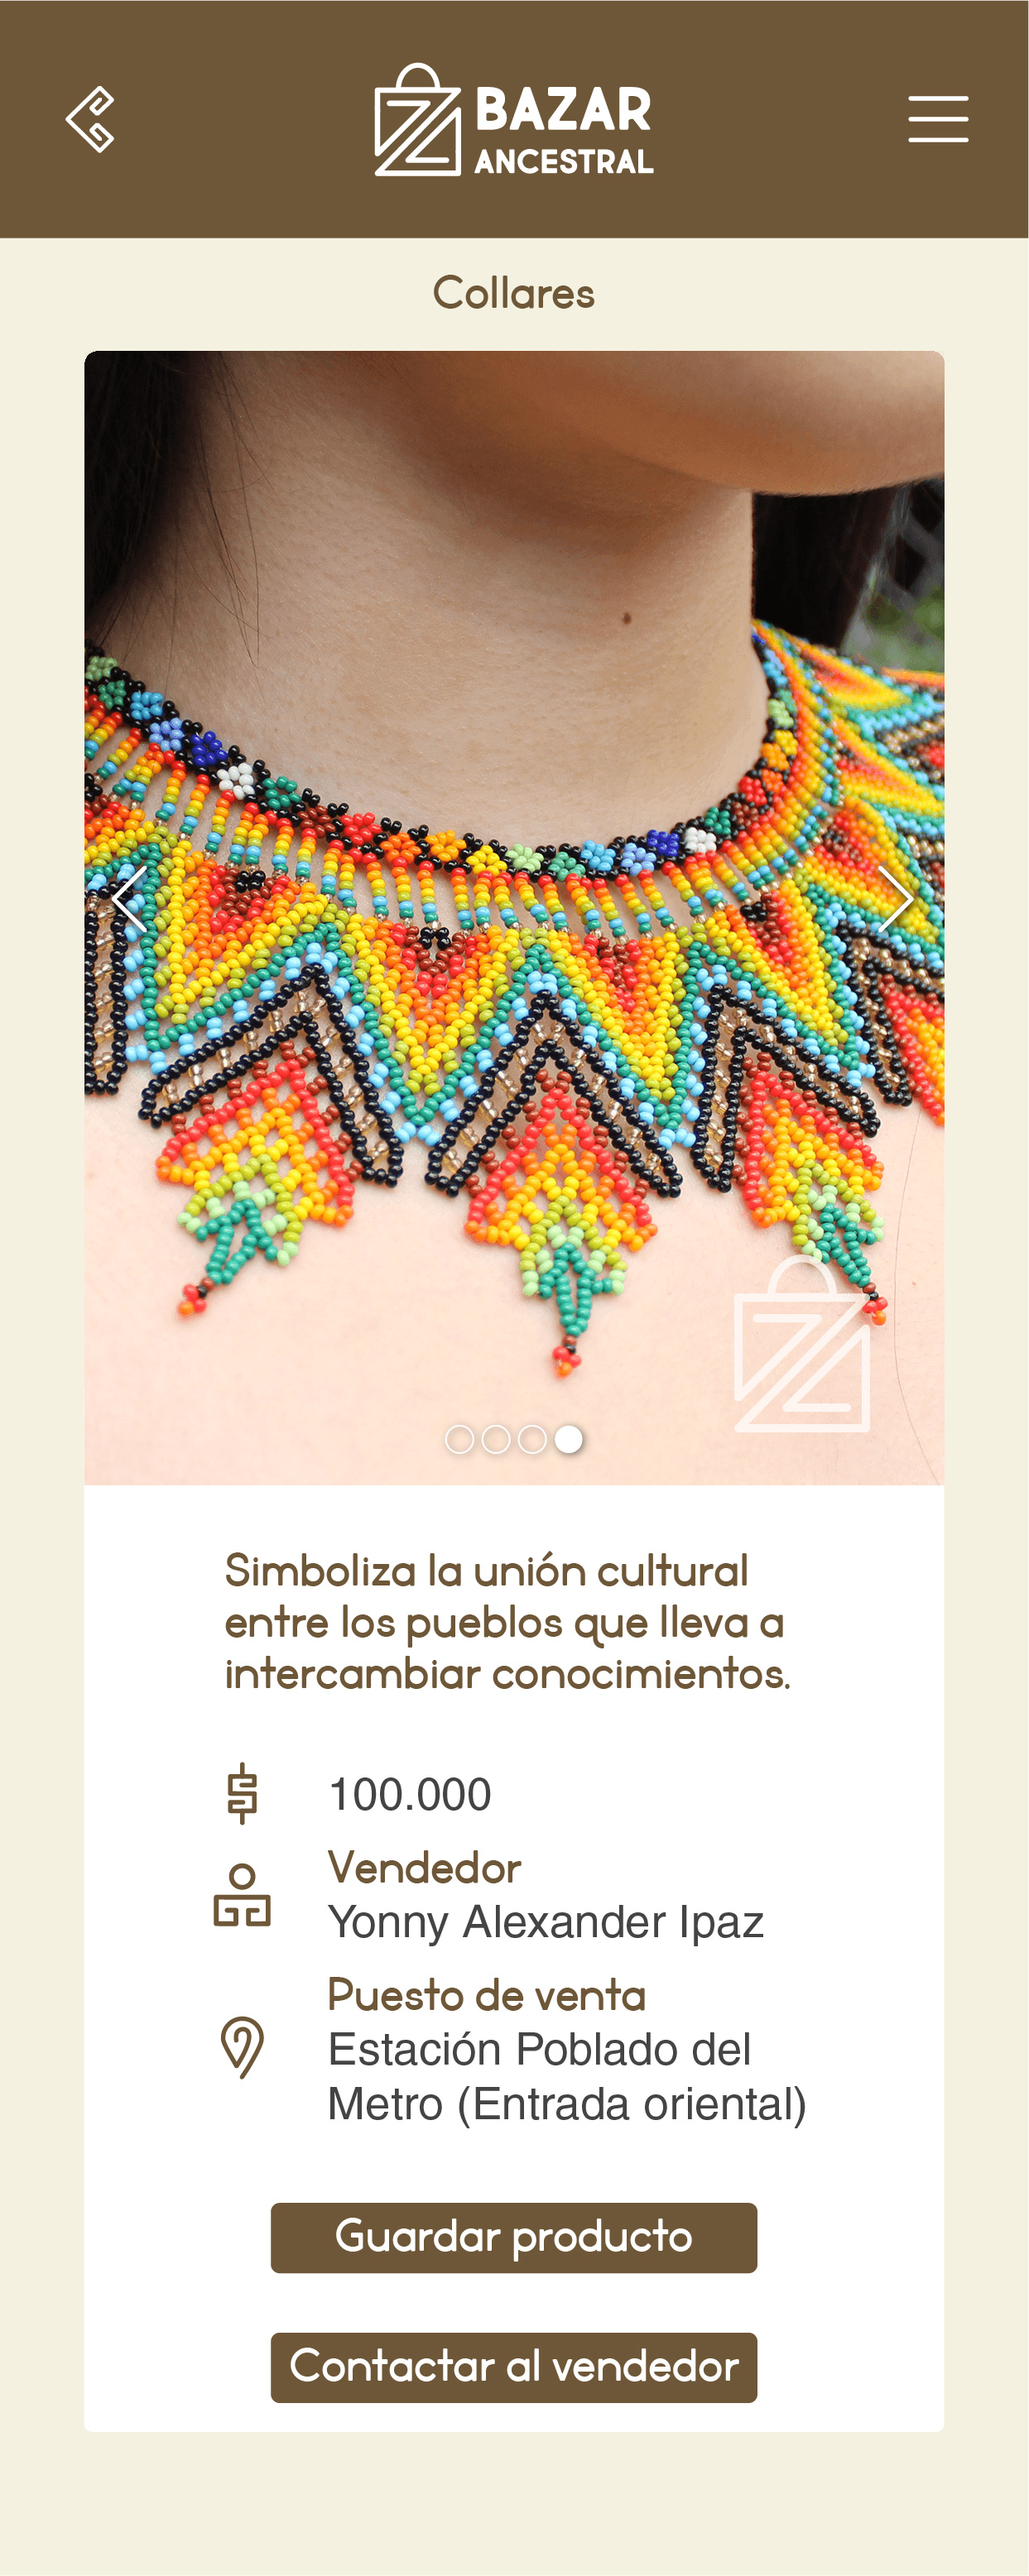 BAZAR
ANCESTRAL
Collares
Simboliza la unión cultural
entre los pueblos que lleva a
intercambiar conocimientos.
100.000
Vendedor
Yonny Alexander Ipaz
Puesto de venta
Estación Poblado del
Metro (Entrada oriental)
Guardar producto
Contactar al vendedor